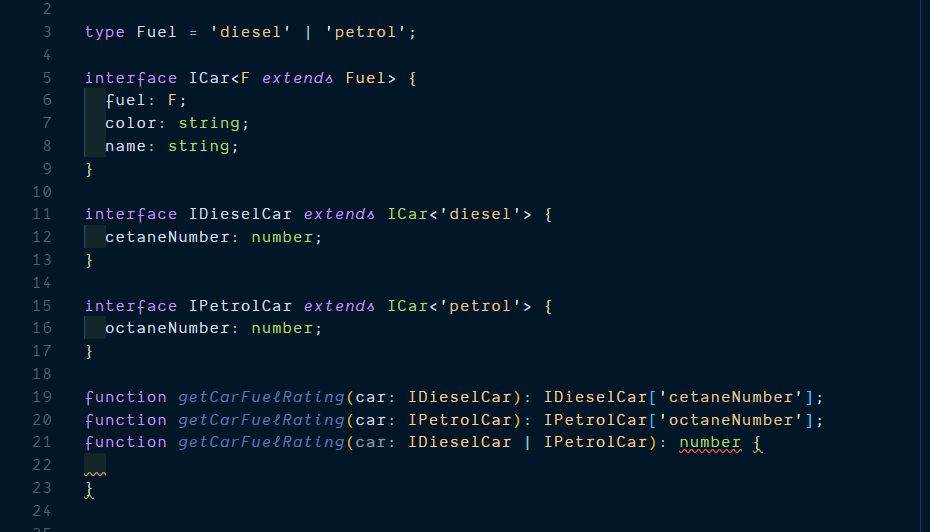 2
3 type Fuel = 'diesel' | 'petrol';
4
5 interface ICar<F extends Fuel> {
6   fuel: F;
7   color: string;
8   name: string;
9 }
10
11 interface IDieselCar extends ICar<'diesel'> {
12   cetaneNumber: number;
13 }
14
15 interface IPetrolCar extends ICar<'petrol'> {
16   octaneNumber: number;
17 }
18
19 function getCarFuelRating(car: IDieselCar): IDieselCar['cetaneNumber'];
20 function getCarFuelRating(car: IPetrolCar): IPetrolCar['octaneNumber'];
21 function getCarFuelRating(car: IDieselCar | IPetrolCar): number {
22
23 }
24
25